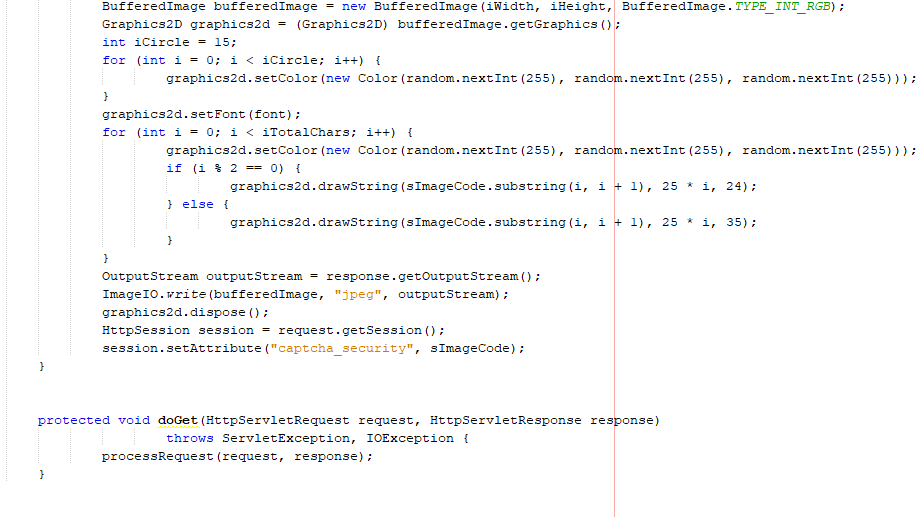 BufferedImage bufferedImage = new BufferedImage(iWidth, iHeight, BufferedImage.TYPE_INT_RGB);
Graphics2D graphics2d = (Graphics2D) bufferedImage.getGraphics();
int iCircle = 15;
for (int i = 0; i < iCircle; i++) {
graphics2d.setColor(new Color(random.nextInt(255), random.nextInt(255), random.nextInt(255)));
}
graphics2d.setFont(font);
for (int i = 0; i < iTotalChars; i++) {
graphics2d.setColor(new Color(random.nextInt(255), random.nextInt(255), random.nextInt(255)));
if (i % 2 == 0) {
graphics2d.drawString(sImageCode.substring(i, i + 1), 25 * i, 24);
} else {
graphics2d.drawString(sImageCode.substring(i, i + 1), 25 * i, 35);
}
}
OutputStream outputStream = response.getOutputStream();
ImageIO.write(bufferedImage, "jpeg", outputStream);
graphics2d.dispose();
HttpSession session = request.getSession();
session.setAttribute("captcha_security", sImageCode);
}
protected void doGet(HttpServletRequest request, HttpServletResponse response)
throws ServletException, IOException {
processRequest(request, response);
}